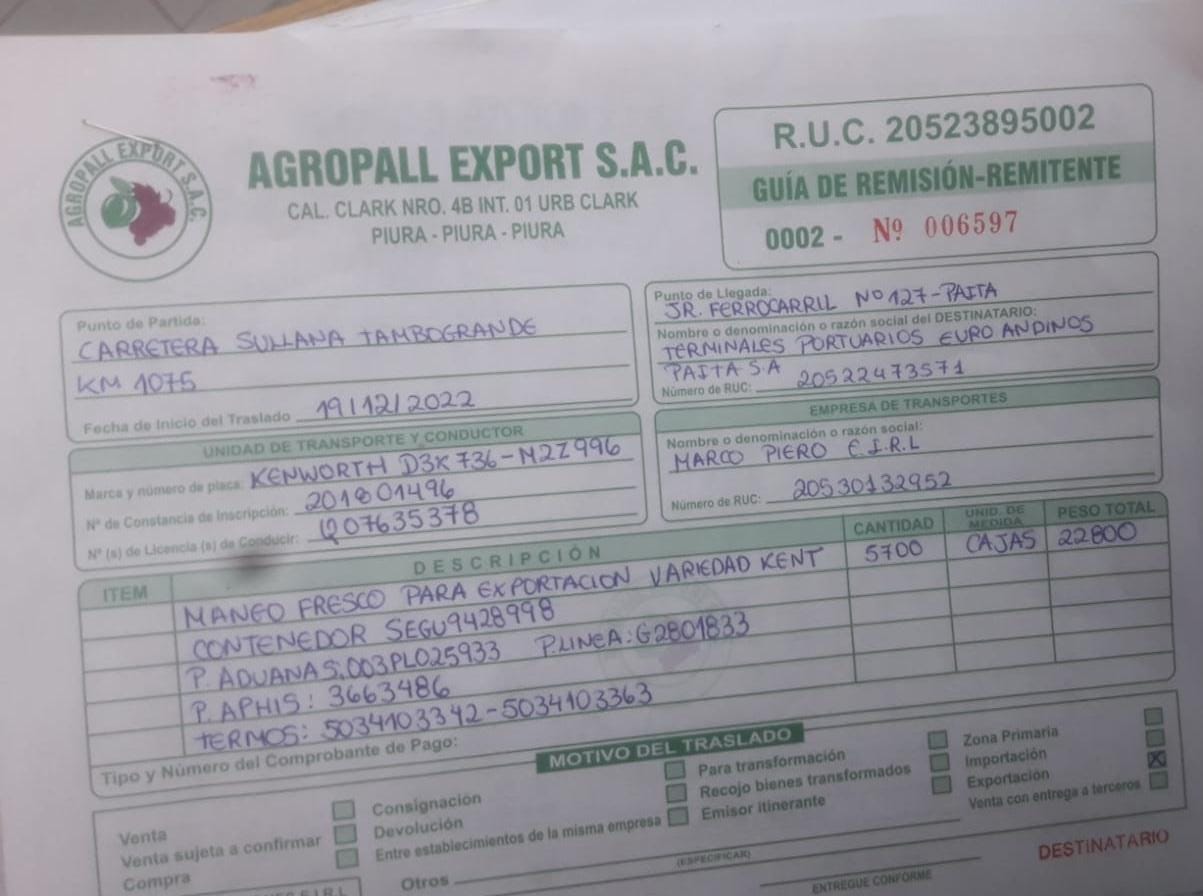 AGROPALL EXPORT S.A.C.
AGROPALL EXPORT S.A.C.
CAL. CLARK NRO. 4B INT. 01 URB CLARK
PIURA - PIURA - PIURA
R.U.C. 20523895002
GUÍA DE REMISIÓN-REMITENTE
0002 - Nº 006597
Punto de Partida:
CARRETERA SULLANA TAMBOGRANDE
KM 1075
Fecha de Inicio del Traslado 19/12/2022
Punto de Llegada:
JR. FERROCARRIL Nº 127-PAITA
Nombre o denominación o razón social del DESTINATARIO:
TERMINALES PORTUARIOS EURO ANDINOS
PAITA S.A
Número de RUC: 20522473571
UNIDAD DE TRANSPORTE Y CONDUCTOR
Marca y número de placa: KENWORTH D3K736-M2Z996
Nº de Constancia de Inscripción: 201801496
Nº (s) de Licencia (s) de Conducir: Q07635378
EMPRESA DE TRANSPORTES
Nombre o denominación o razón social:
MARCO PIERO E.I.R.L
Número de RUC: 20530132952
ITEM DESCRIPCIÓN CANTIDAD UNID. DE MEDIDA PESO TOTAL
MANGO FRESCO PARA EXPORTACION VARIEDAD KENT 5700 CAJAS 22800
CONTENEDOR SEGU9428998
P. ADUANAS.003PL025933 P.LINEA:G2801833
P. APHIS: 3663486
TERMOS: 5034103342-5034103363
Tipo y Número del Comprobante de Pago:
MOTIVO DEL TRASLADO
Venta
Venta sujeta a confirmar
Compra
Consignación
Devolución
Entre establecimientos de la misma empresa
Otros
(ESPECIFICAR)
Para transformación
Recojo bienes transformados
Emisor itinerante
Zona Primaria
Importación
Exportación X
Venta con entrega a terceros
DESTINATARIO
E.I.R.L
ENTREGUE CONFORME